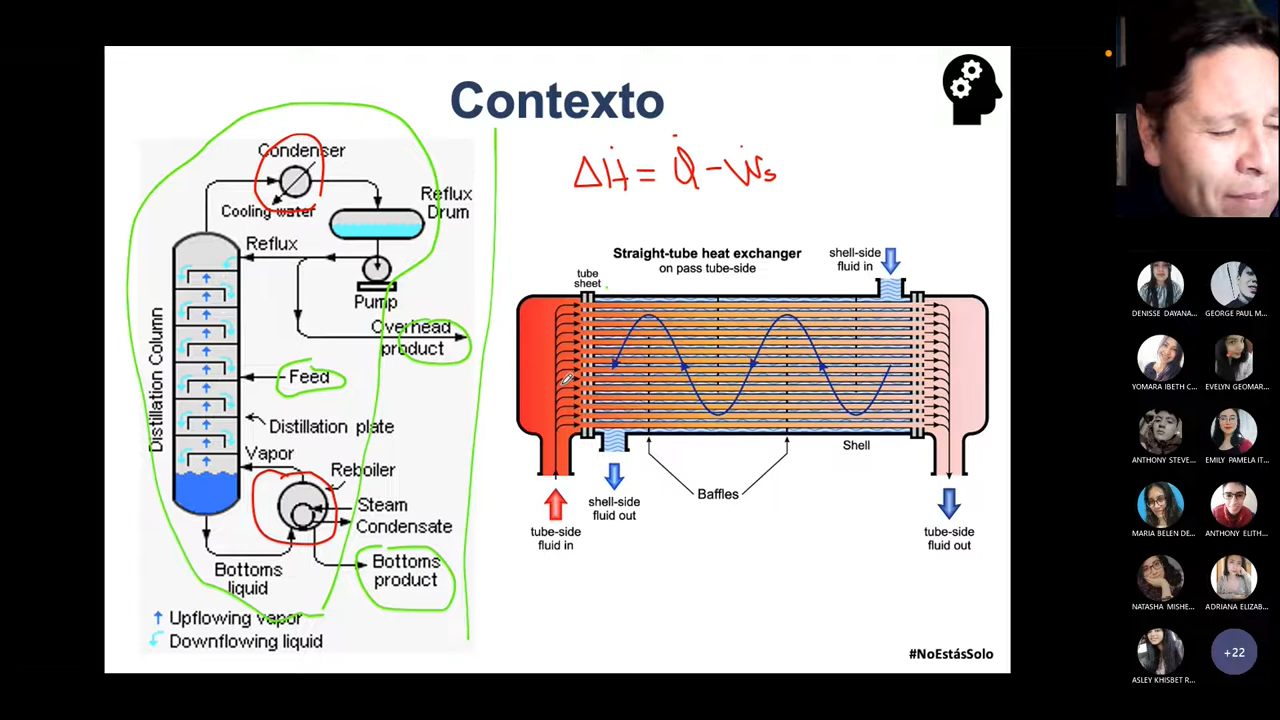 Contexto
ΔḢ = Q̇ - Ẇs
Condenser
Cooling water
Reflux
Drum
Reflux
Pump
Overhead
product
Feed
Distillation Column
Distillation plate
Vapor
Reboiler
Steam
Condensate
Bottoms
liquid
Bottoms
product
Upflowing vapor
Downflowing liquid
Straight-tube heat exchanger
on pass tube-side
tube
sheet
shell-side
fluid in
Shell
Baffles
shell-side
fluid out
tube-side
fluid in
tube-side
fluid out
#NoEstásSolo
DENISSE DAYANA...
GEORGE PAUL M...
YOMARA IBETH C...
EVELYN GEOMAR...
ANTHONY STEVE...
EMILY PAMELA IT...
MARIA BELEN DE...
ANTHONY ELITH...
NATASHA MISHE...
ADRIANA ELIZAB...
ASLEY KHISBET R...
+22